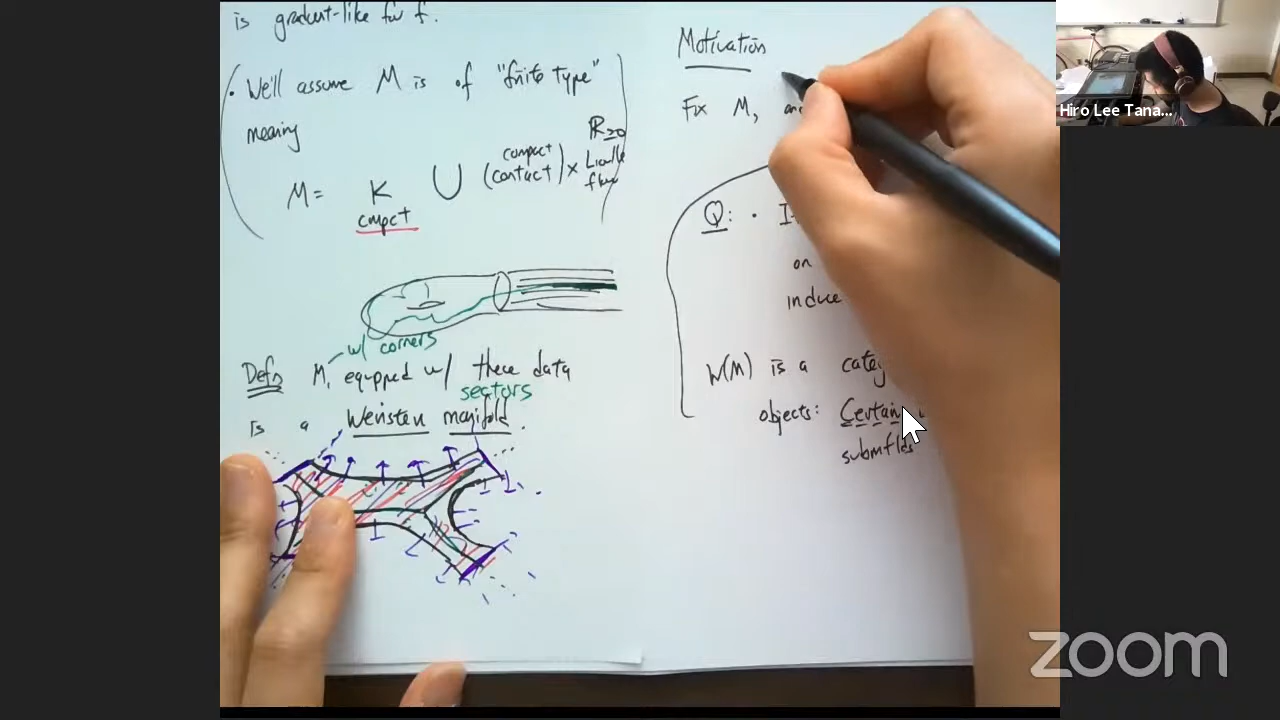 is gradient-like for f.
• We'll assume M is of "finite type"
meaning
M = K ∪ (compact contact) × Liouville flow
cmpct
R≥0
w/ corners
Defn M, equipped w/ these data
sectors
is a Weinstein manifold.
Motivation
Fix M, an
Q: • I
on
induce
W(M) is a categ
objects: Certain
submflds
Hiro Lee Tana...
zoom